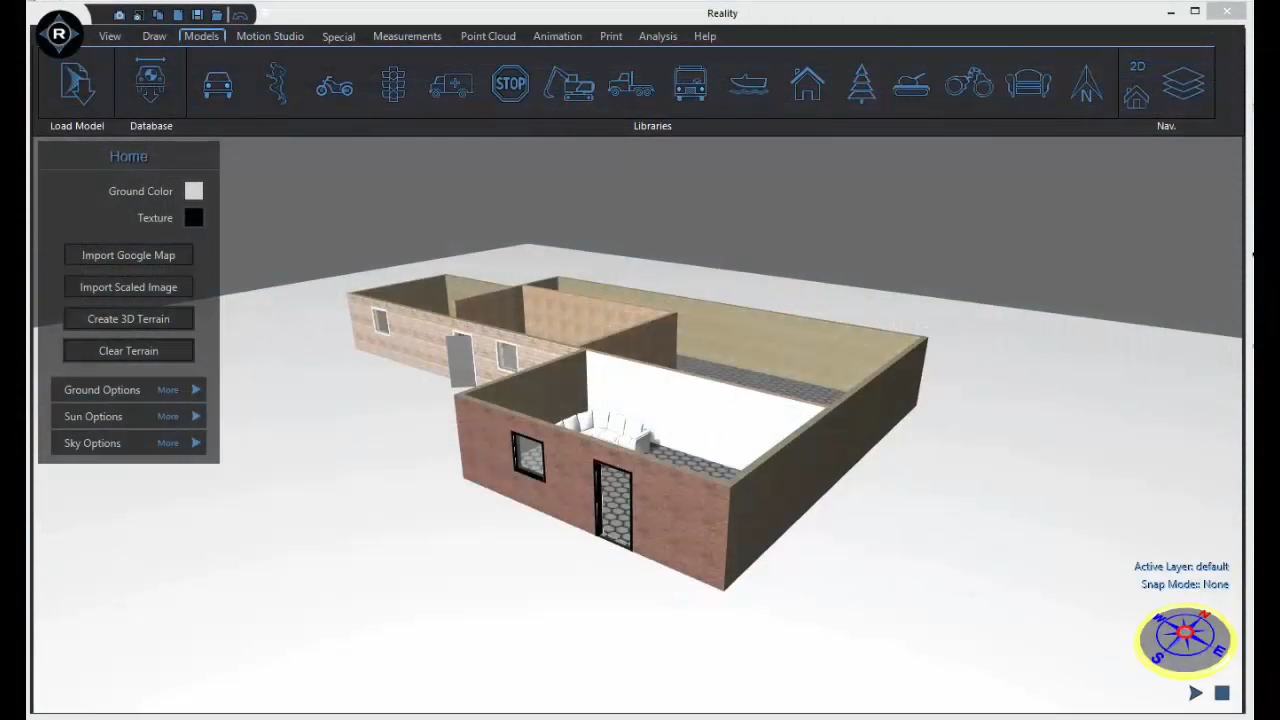 Reality
R
View Draw Models Motion Studio Special Measurements Point Cloud Animation Print Analysis Help
STOP
N
2D
Load Model Database Libraries Nav.
Home
Ground Color
Texture
Import Google Map
Import Scaled Image
Create 3D Terrain
Clear Terrain
Ground Options More
Sun Options More
Sky Options More
Active Layer: default
Snap Mode:: None
W N
S E